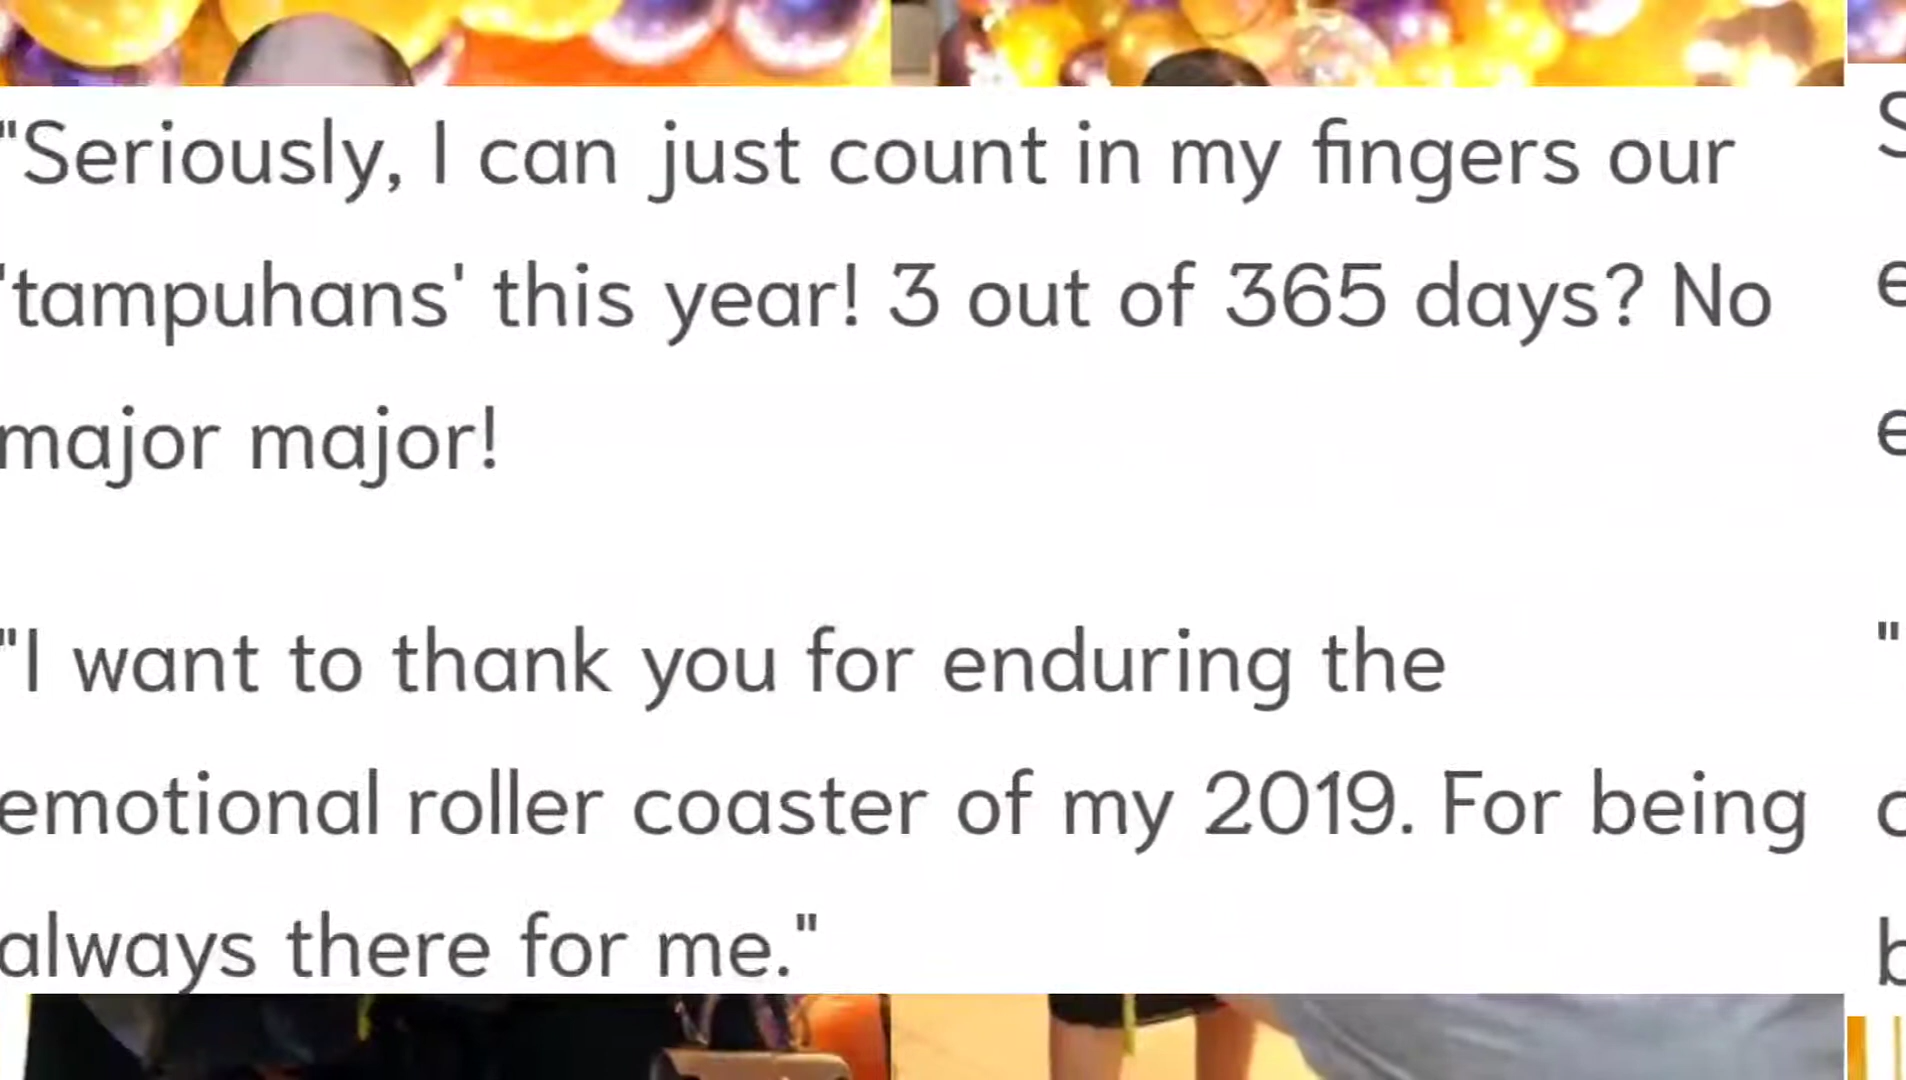 "Seriously, I can just count in my fingers our
'tampuhans' this year! 3 out of 365 days? No
major major!
"I want to thank you for enduring the
emotional roller coaster of my 2019. For being
always there for me."